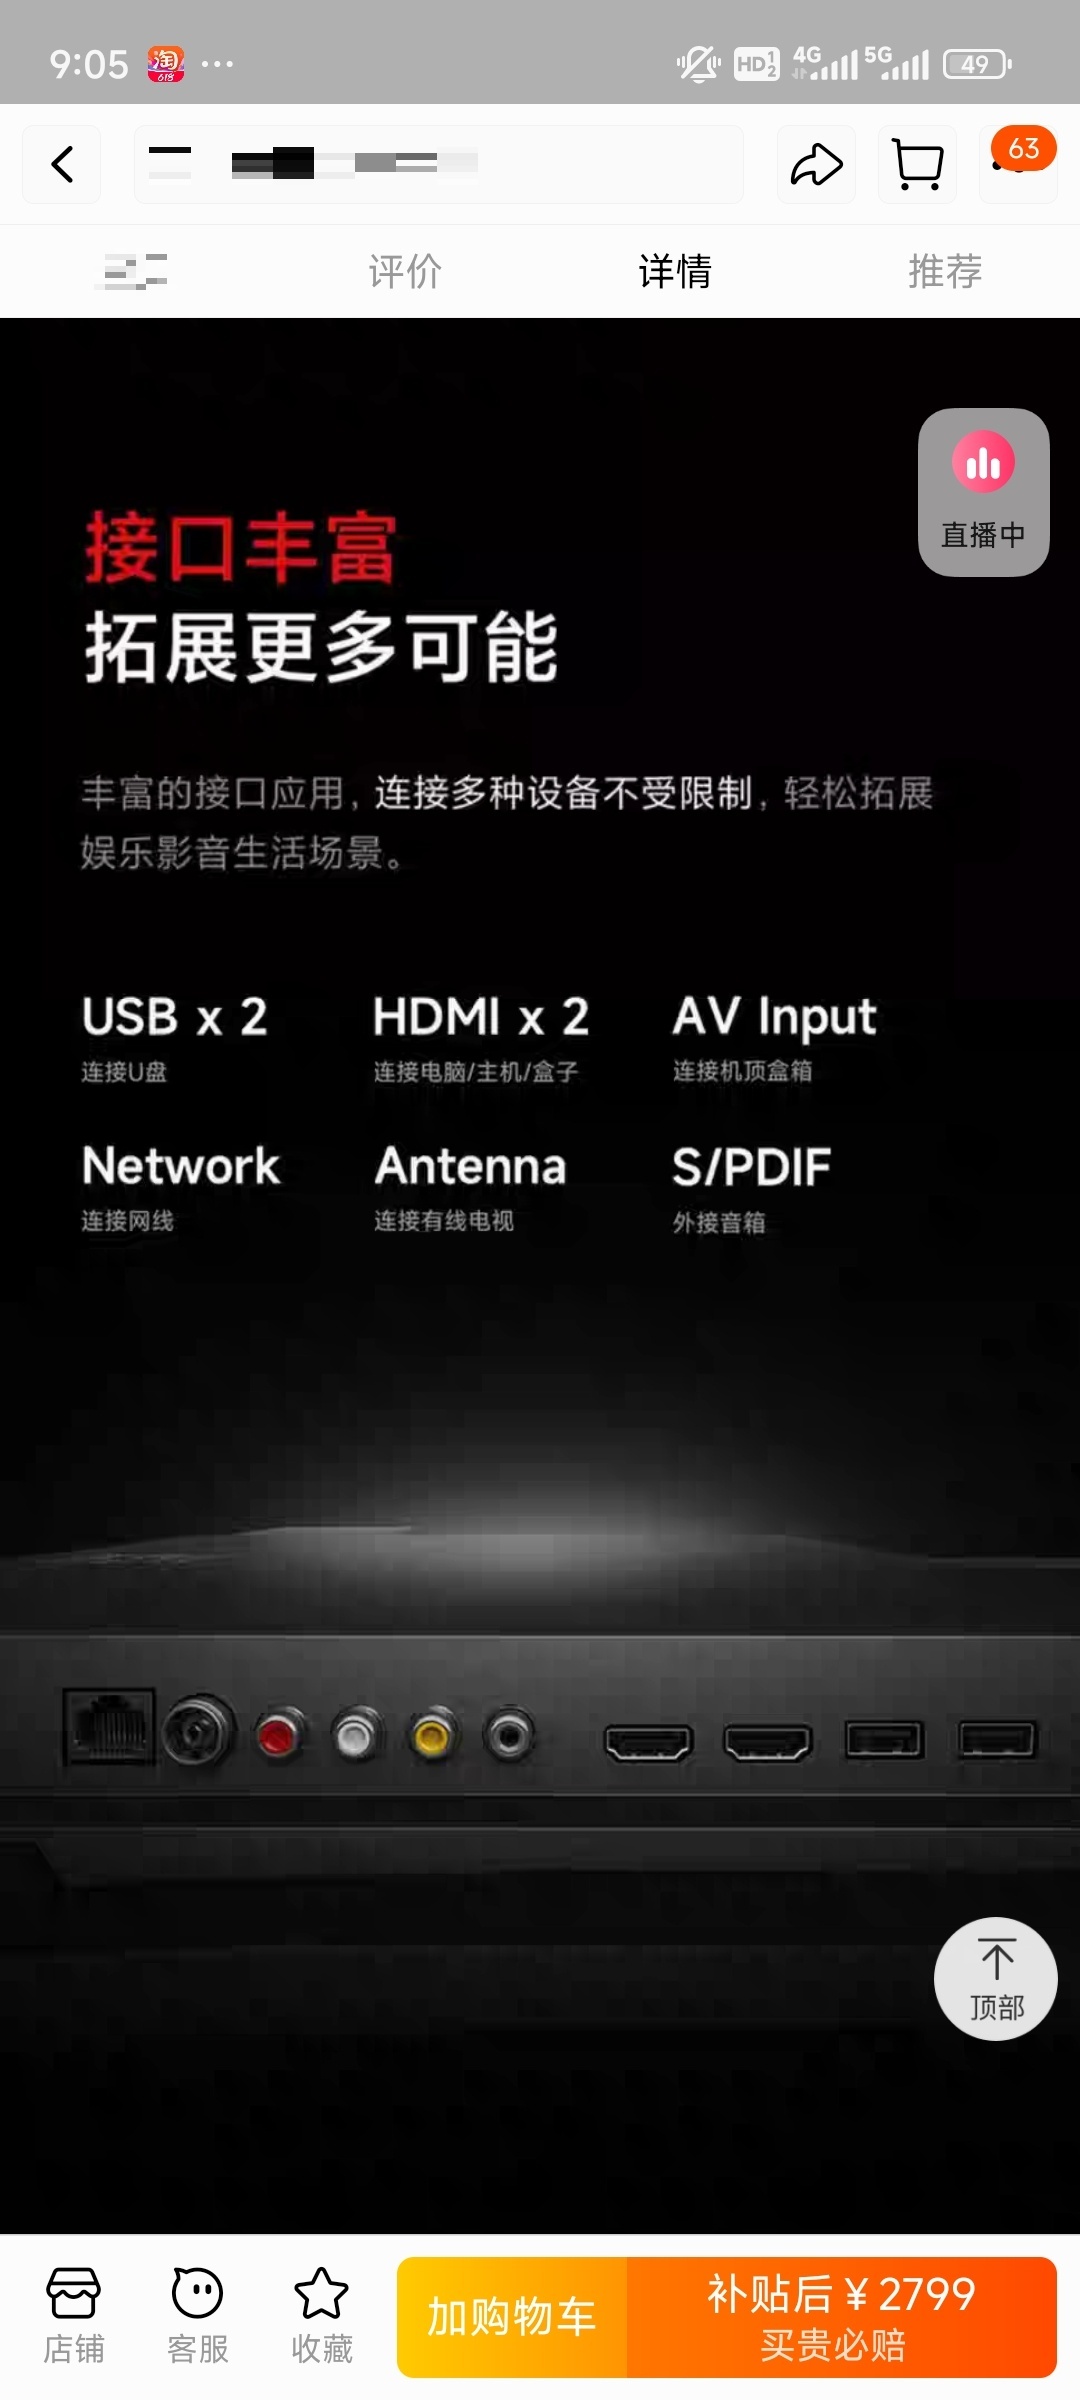 9:05 淘 618 ... HD 1 2 4G 5G 49
63
评价 详情 推荐
直播中
接口丰富
拓展更多可能
丰富的接口应用，连接多种设备不受限制，轻松拓展
娱乐影音生活场景。
USB x 2 HDMI x 2 AV Input
连接U盘 连接电脑/主机/盒子 连接机顶盒箱
Network Antenna S/PDIF
连接网线 连接有线电视 外接音箱
顶部
加购物车 补贴后¥2799
买贵必赔
店铺 客服 收藏